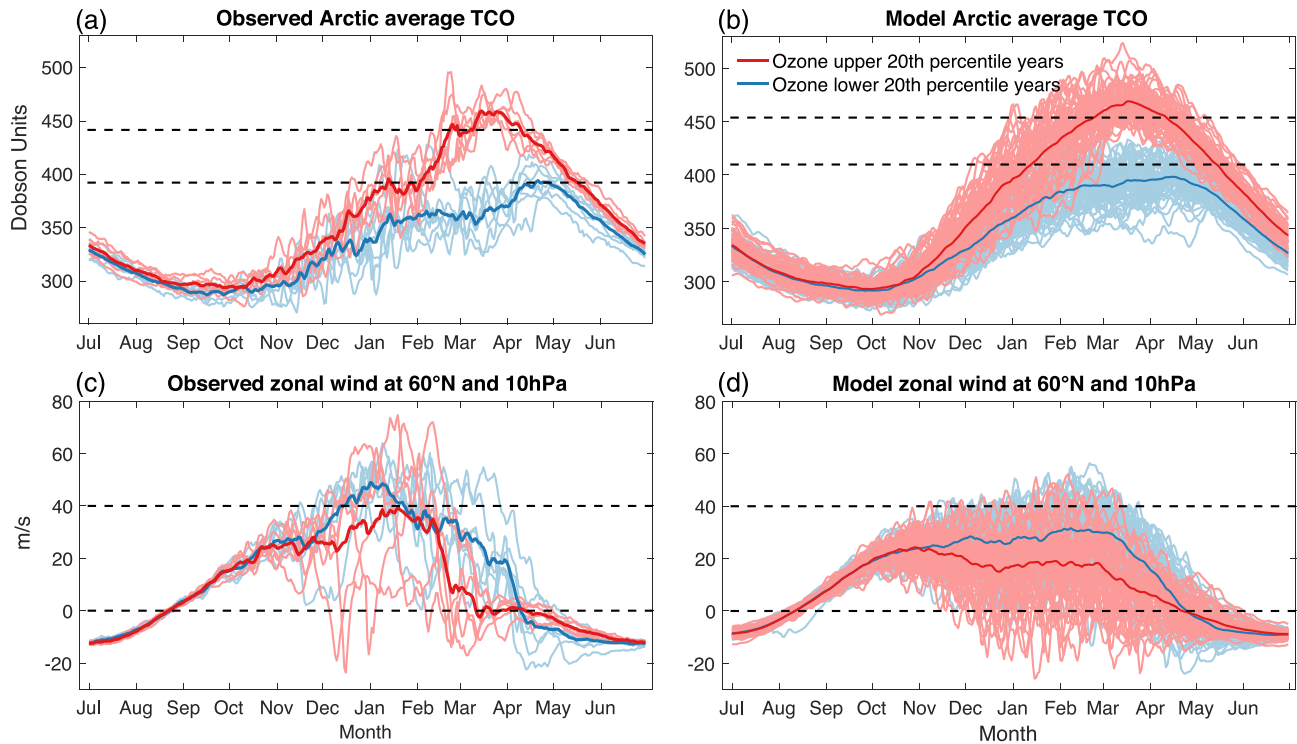 (a) Observed Arctic average TCO
500
450
400
350
300
Dobson Units
Jul Aug Sep Oct Nov Dec Jan Feb Mar Apr May Jun
(b) Model Arctic average TCO
Ozone upper 20th percentile years
Ozone lower 20th percentile years
500
450
400
350
300
Jul Aug Sep Oct Nov Dec Jan Feb Mar Apr May Jun
(c) Observed zonal wind at 60°N and 10hPa
80
60
40
20
0
-20
m/s
Jul Aug Sep Oct Nov Dec Jan Feb Mar Apr May Jun
Month
(d) Model zonal wind at 60°N and 10hPa
80
60
40
20
0
-20
Jul Aug Sep Oct Nov Dec Jan Feb Mar Apr May Jun
Month